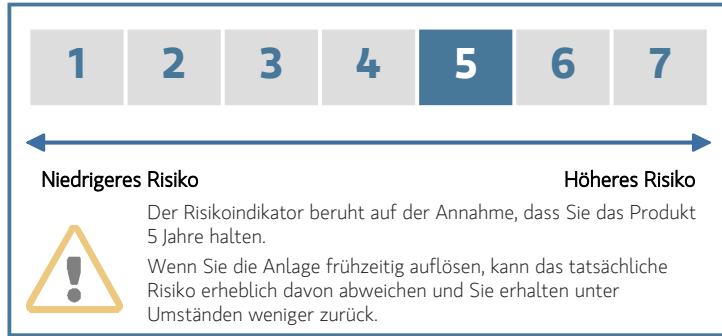 1 2 3 4 5 6 7
Niedrigeres Risiko Höheres Risiko
Der Risikoindikator beruht auf der Annahme, dass Sie das Produkt
5 Jahre halten.
Wenn Sie die Anlage frühzeitig auflösen, kann das tatsächliche
Risiko erheblich davon abweichen und Sie erhalten unter
Umständen weniger zurück.